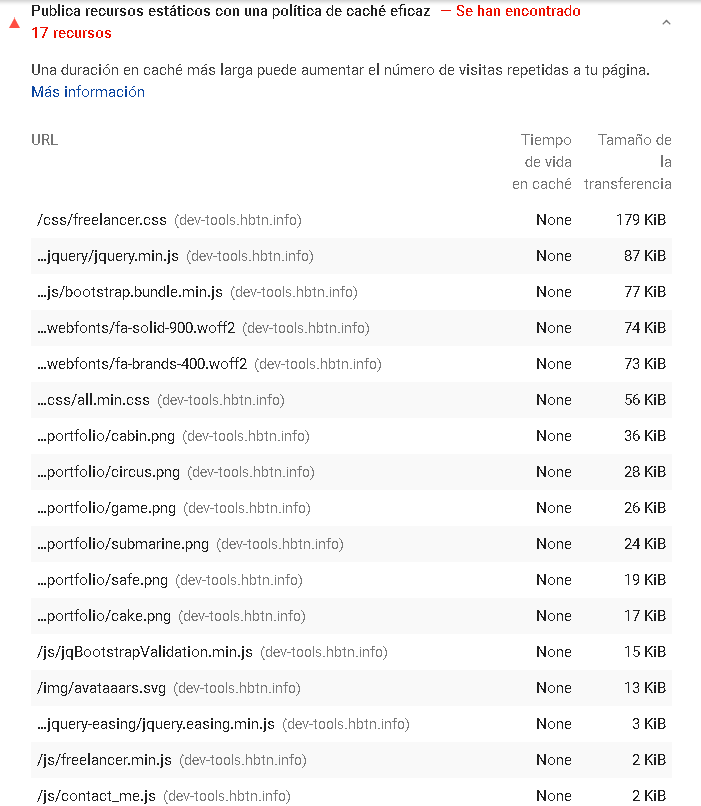 Publica recursos estáticos con una política de caché eficaz — Se han encontrado
17 recursos
Una duración en caché más larga puede aumentar el número de visitas repetidas a tu página.
Más información
URL Tiempo de vida en caché Tamaño de la transferencia
/css/freelancer.css (dev-tools.hbtn.info) None 179 KiB
…jquery/jquery.min.js (dev-tools.hbtn.info) None 87 KiB
…js/bootstrap.bundle.min.js (dev-tools.hbtn.info) None 77 KiB
…webfonts/fa-solid-900.woff2 (dev-tools.hbtn.info) None 74 KiB
…webfonts/fa-brands-400.woff2 (dev-tools.hbtn.info) None 73 KiB
…css/all.min.css (dev-tools.hbtn.info) None 56 KiB
…portfolio/cabin.png (dev-tools.hbtn.info) None 36 KiB
…portfolio/circus.png (dev-tools.hbtn.info) None 28 KiB
…portfolio/game.png (dev-tools.hbtn.info) None 26 KiB
…portfolio/submarine.png (dev-tools.hbtn.info) None 24 KiB
…portfolio/safe.png (dev-tools.hbtn.info) None 19 KiB
…portfolio/cake.png (dev-tools.hbtn.info) None 17 KiB
/js/jqBootstrapValidation.min.js (dev-tools.hbtn.info) None 15 KiB
/img/avataaars.svg (dev-tools.hbtn.info) None 13 KiB
…jquery-easing/jquery.easing.min.js (dev-tools.hbtn.info) None 3 KiB
/js/freelancer.min.js (dev-tools.hbtn.info) None 2 KiB
/js/contact_me.js (dev-tools.hbtn.info) None 2 KiB